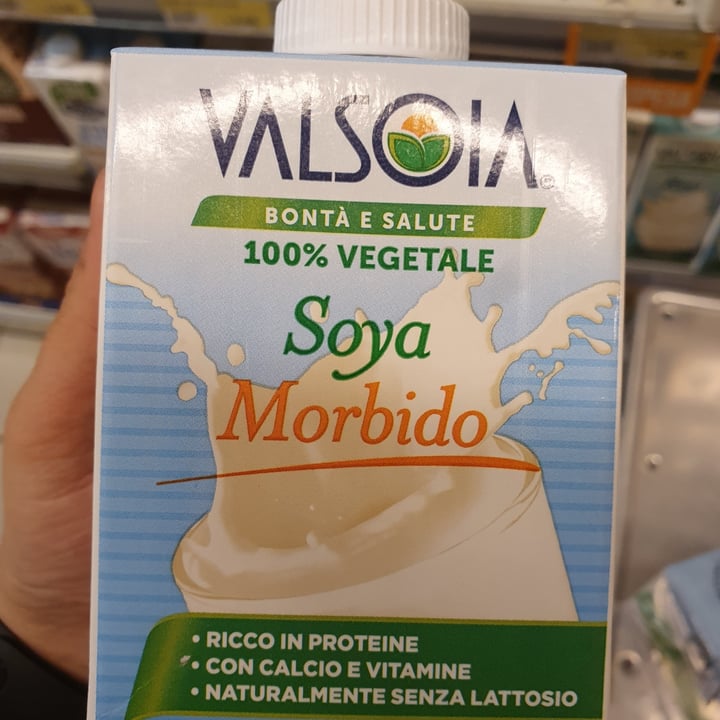 VALSOIA
BONTÀ E SALUTE
100% VEGETALE
Soya
Morbido
• RICCO IN PROTEINE
• CON CALCIO E VITAMINE
• NATURALMENTE SENZA LATTOSIO